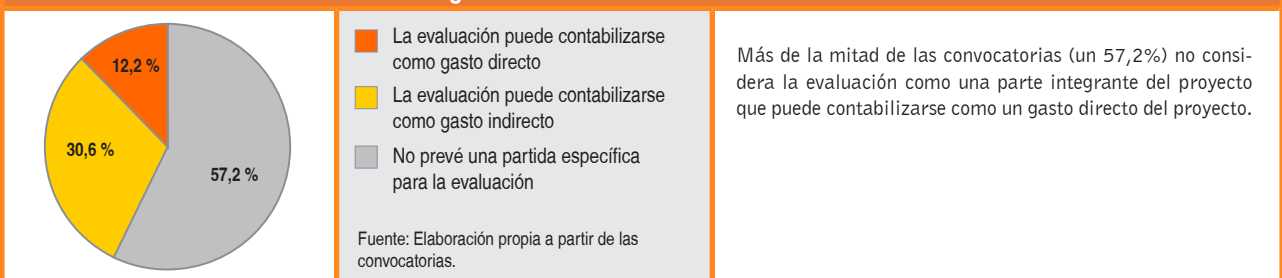 12,2 %
30,6 %
57,2 %
La evaluación puede contabilizarse
como gasto directo
La evaluación puede contabilizarse
como gasto indirecto
No prevé una partida específica
para la evaluación
Fuente: Elaboración propia a partir de las
convocatorias.
Más de la mitad de las convocatorias (un 57,2%) no consi-
dera la evaluación como una parte integrante del proyecto
que puede contabilizarse como un gasto directo del proyecto.